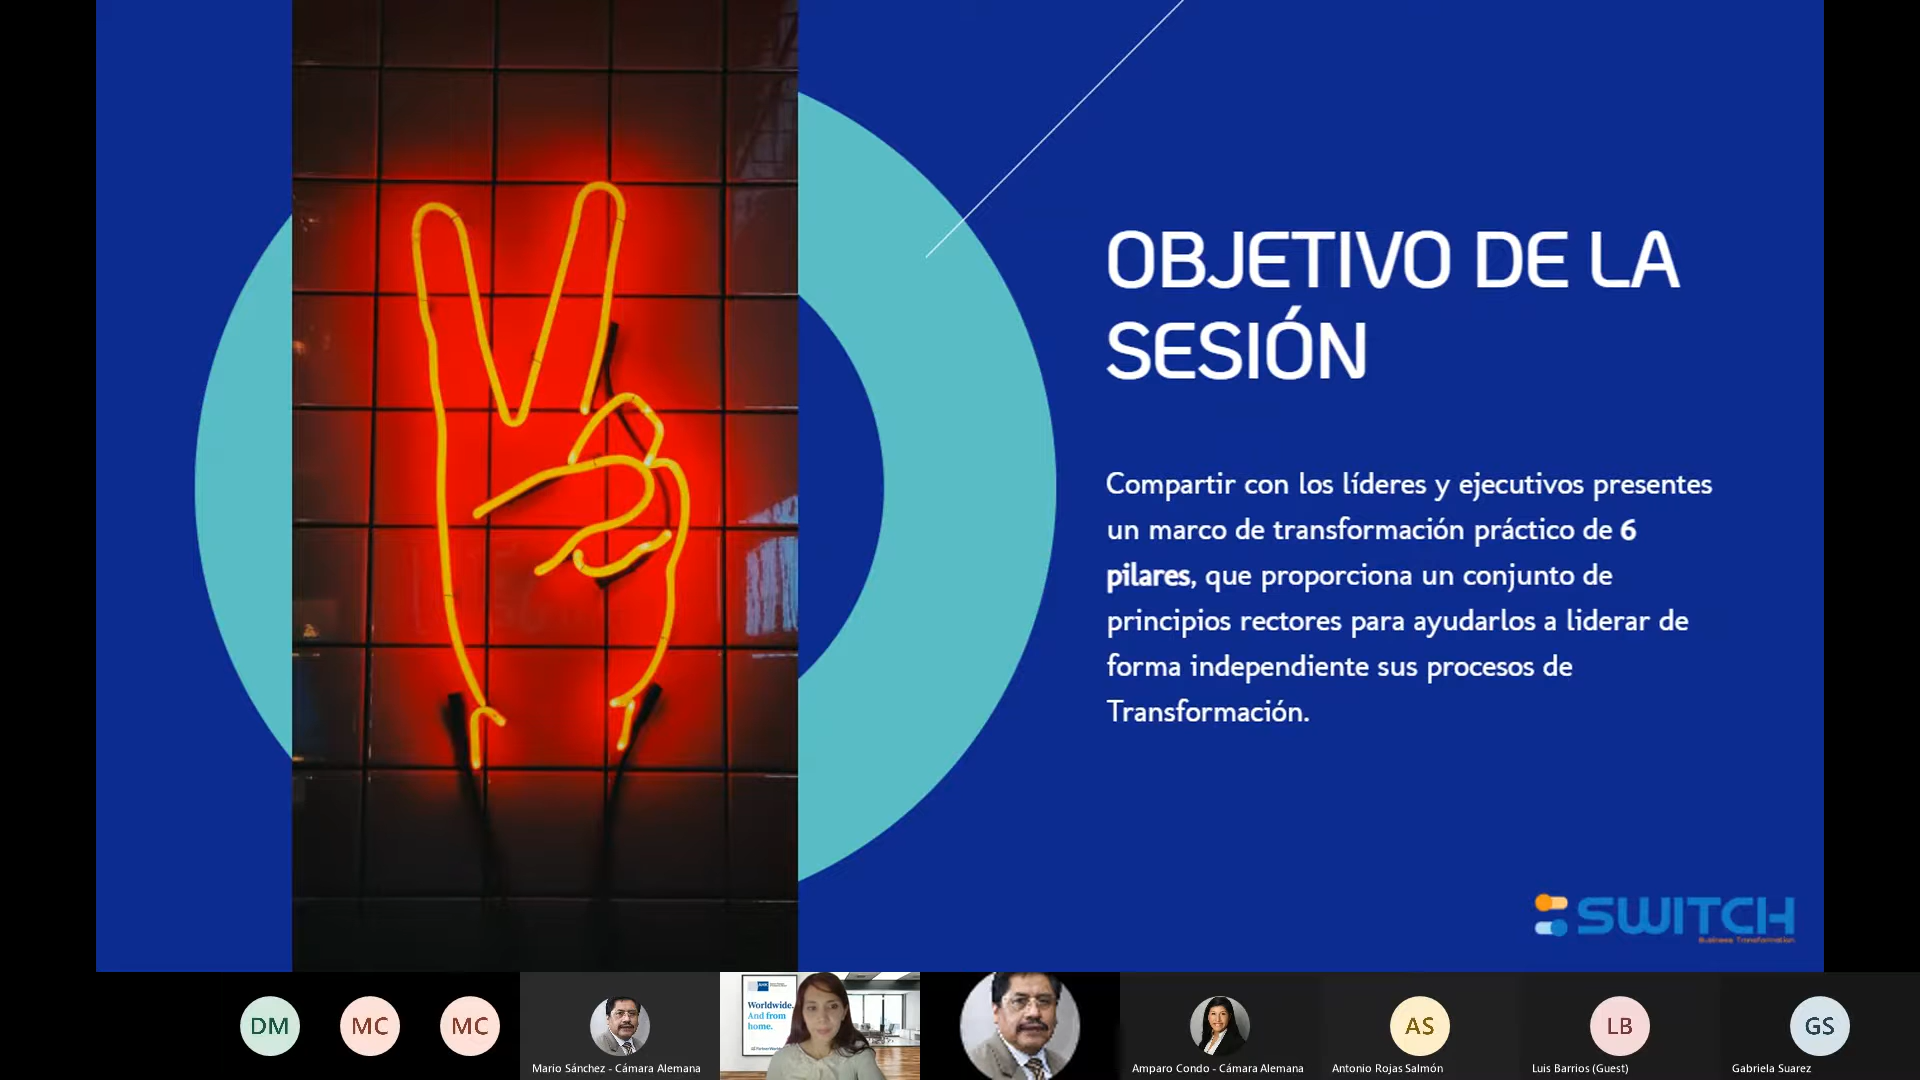 OBJETIVO DE LA
SESIÓN
Compartir con los líderes y ejecutivos presentes
un marco de transformación práctico de 6
pilares, que proporciona un conjunto de
principios rectores para ayudarlos a liderar de
forma independiente sus procesos de
Transformación.
SWITCH
Business Transformation
DM
MC
MC
Mario Sánchez - Cámara Alemana
Worldwide.
And from
home.
Amparo Condo - Cámara Alemana
AS
Antonio Rojas Salmón
LB
Luis Barrios (Guest)
GS
Gabriela Suarez